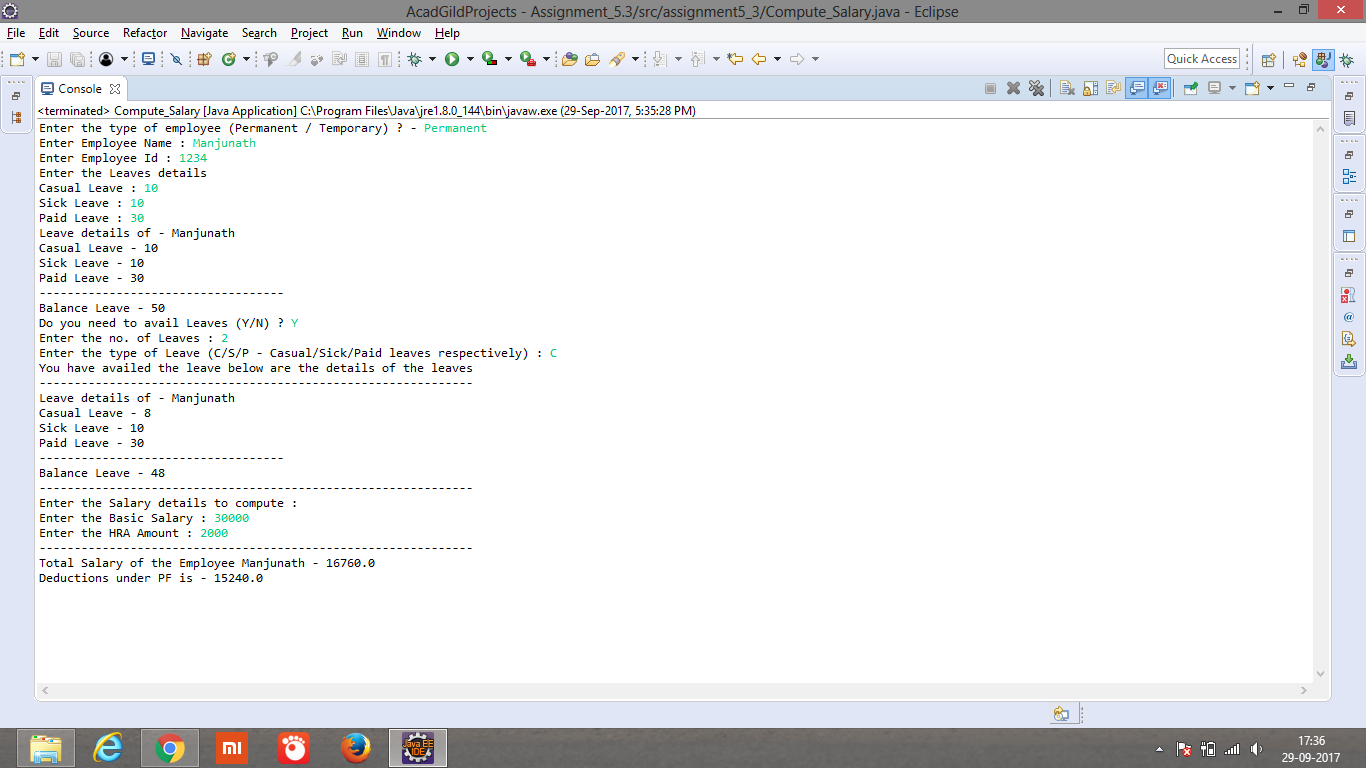 AcadGildProjects - Assignment_5.3/src/assignment5_3/Compute_Salary.java - Eclipse
File Edit Source Refactor Navigate Search Project Run Window Help
Quick Access
Console
<terminated> Compute_Salary [Java Application] C:\Program Files\Java\jre1.8.0_144\bin\javaw.exe (29-Sep-2017, 5:35:28 PM)
Enter the type of employee (Permanent / Temporary) ? - Permanent
Enter Employee Name : Manjunath
Enter Employee Id : 1234
Enter the Leaves details
Casual Leave : 10
Sick Leave : 10
Paid Leave : 30
Leave details of - Manjunath
Casual Leave - 10
Sick Leave - 10
Paid Leave - 30
-----------------------------------
Balance Leave - 50
Do you need to avail Leaves (Y/N) ? Y
Enter the no. of Leaves : 2
Enter the type of Leave (C/S/P - Casual/Sick/Paid leaves respectively) : C
You have availed the leave below are the details of the leaves
--------------------------------------------------------------
Leave details of - Manjunath
Casual Leave - 8
Sick Leave - 10
Paid Leave - 30
-----------------------------------
Balance Leave - 48
--------------------------------------------------------------
Enter the Salary details to compute :
Enter the Basic Salary : 30000
Enter the HRA Amount : 2000
--------------------------------------------------------------
Total Salary of the Employee Manjunath - 16760.0
Deductions under PF is - 15240.0
mi
Java EE
IDE
17:36
29-09-2017